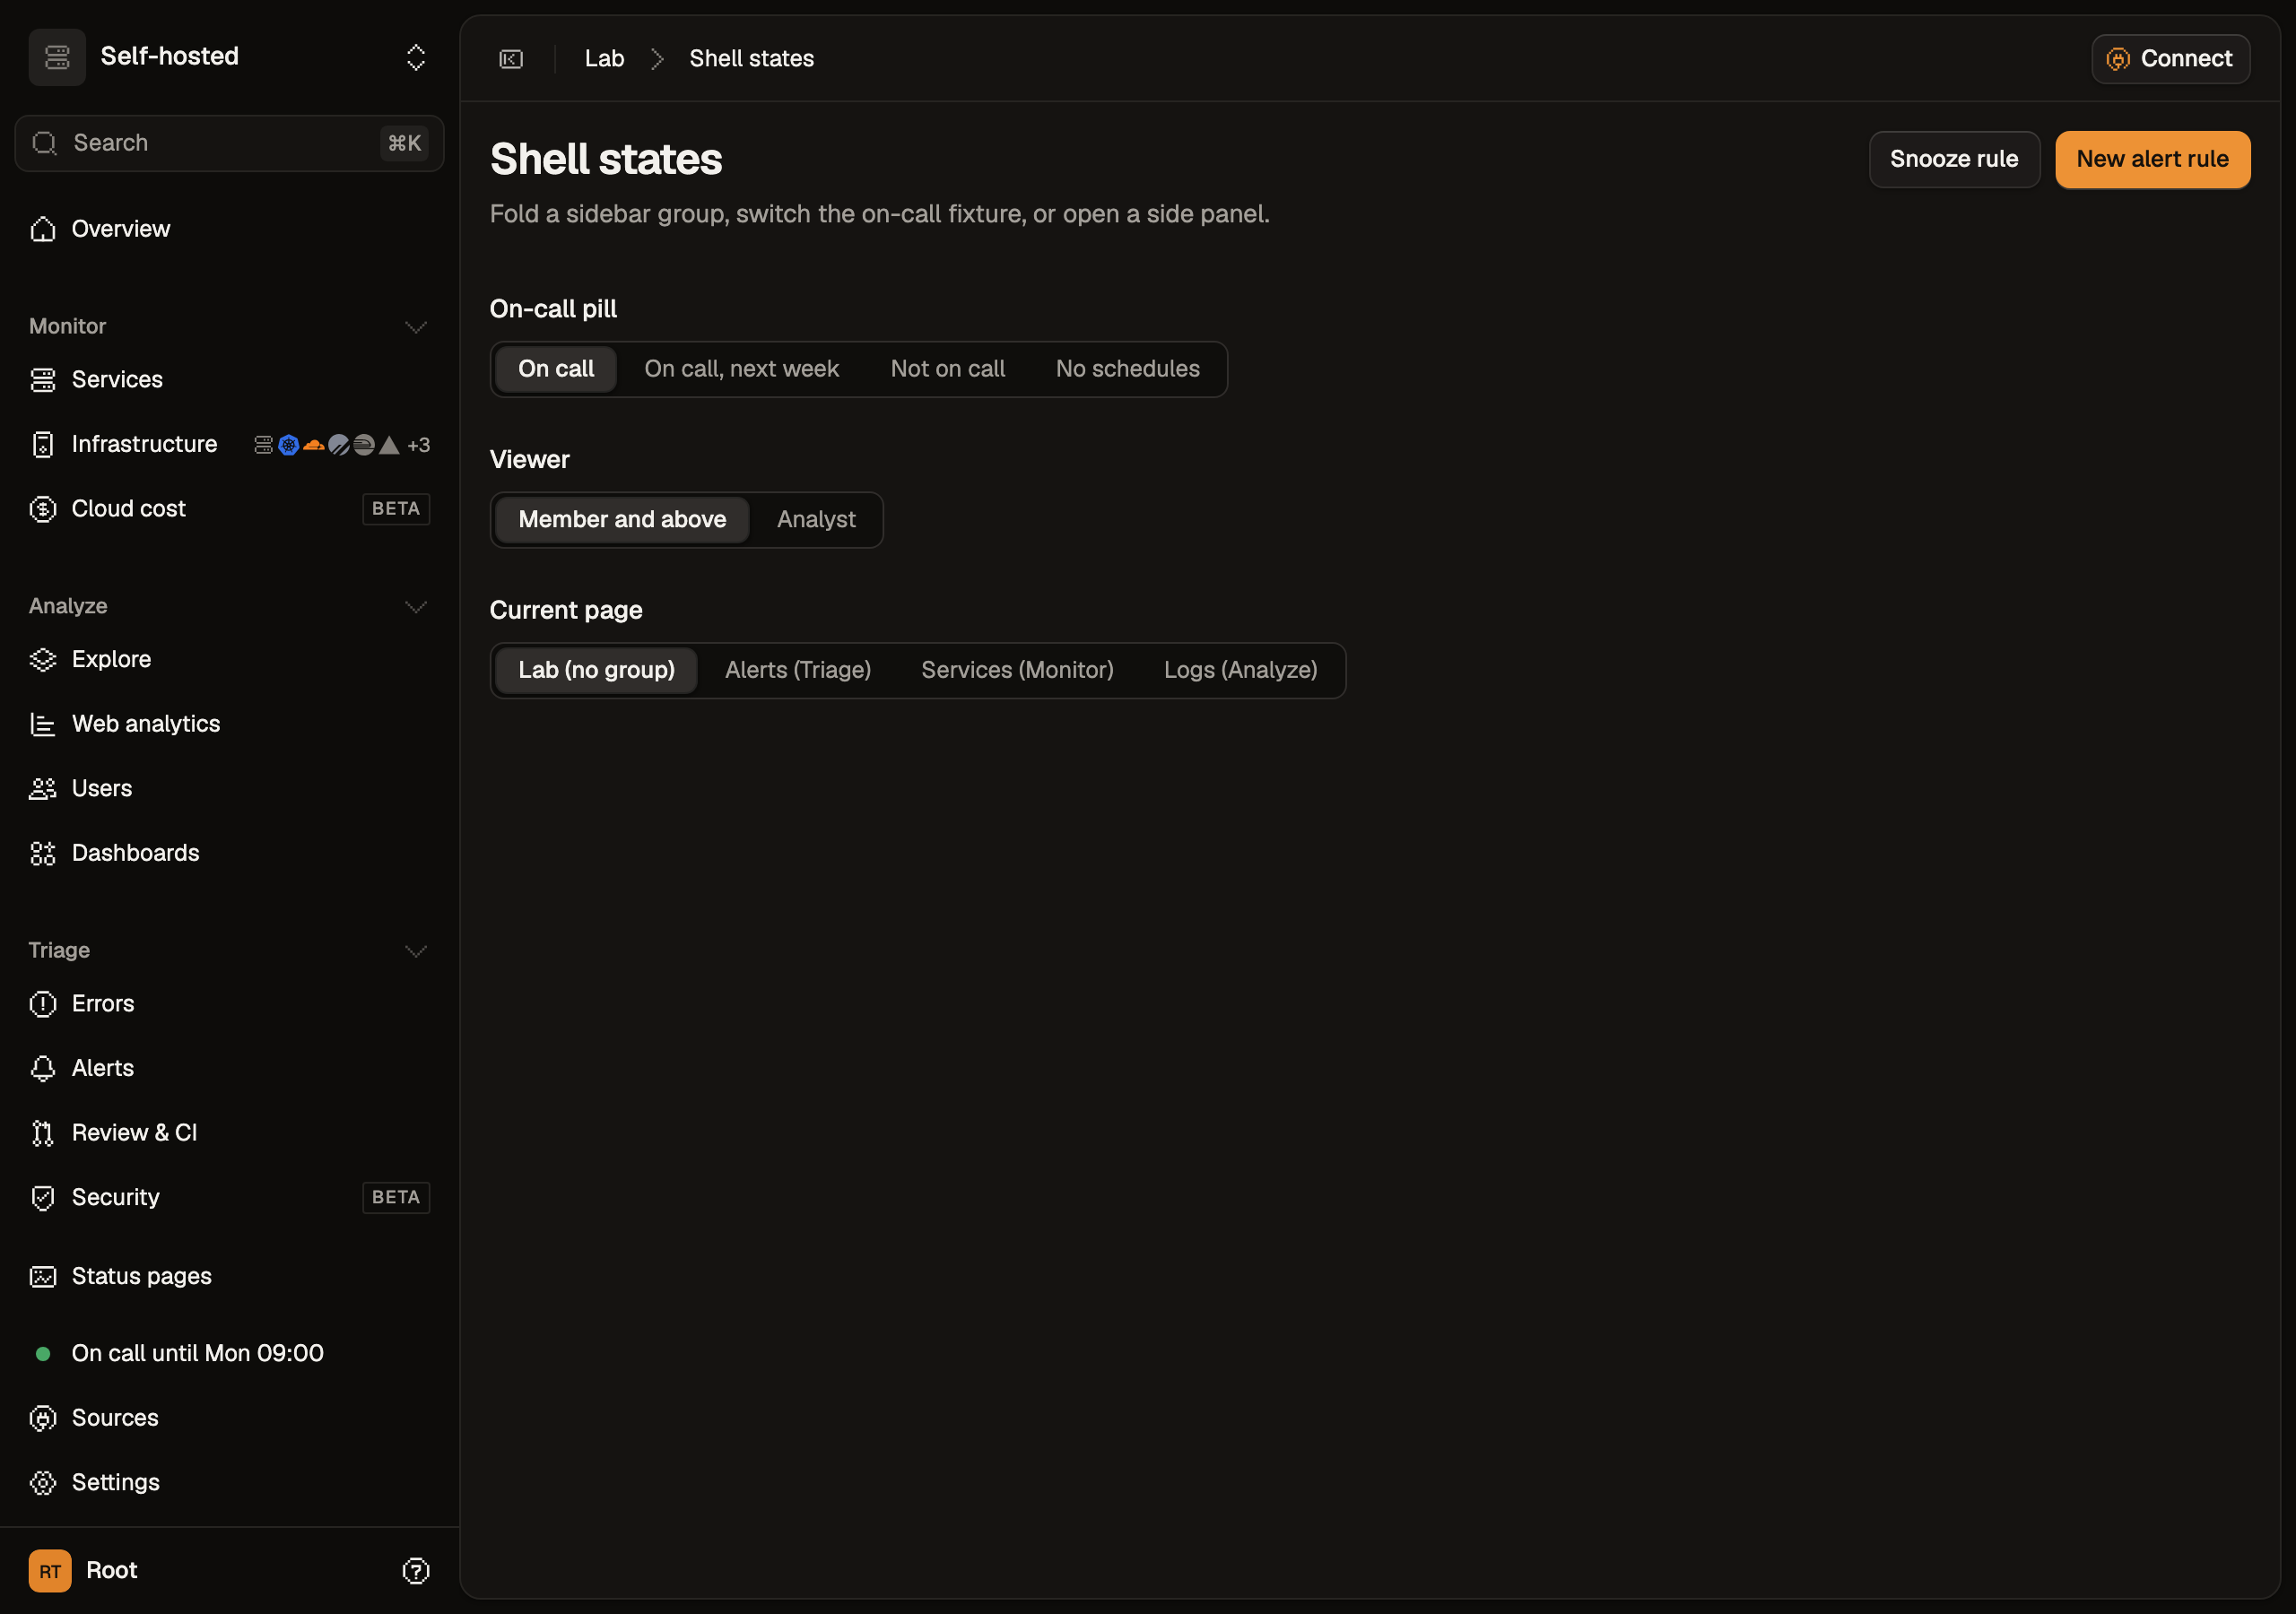 Self-hosted
Search ⌘K
Overview
Monitor
Services
Infrastructure +3
Cloud cost BETA
Analyze
Explore
Web analytics
Users
Dashboards
Triage
Errors
Alerts
Review & CI
Security BETA
Status pages
On call until Mon 09:00
Sources
Settings
RT Root
Lab Shell states
Connect
Shell states
Snooze rule
New alert rule
Fold a sidebar group, switch the on-call fixture, or open a side panel.
On-call pill
On call On call, next week Not on call No schedules
Viewer
Member and above Analyst
Current page
Lab (no group) Alerts (Triage) Services (Monitor) Logs (Analyze)